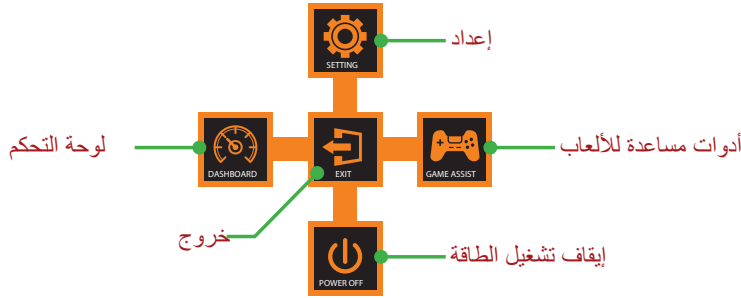 إعداد
SETTING
لوحة التحكم
DASHBOARD
EXIT
GAME ASSIST
أدوات مساعدة للألعاب
خروج
إيقاف تشغيل الطاقة
POWER OFF